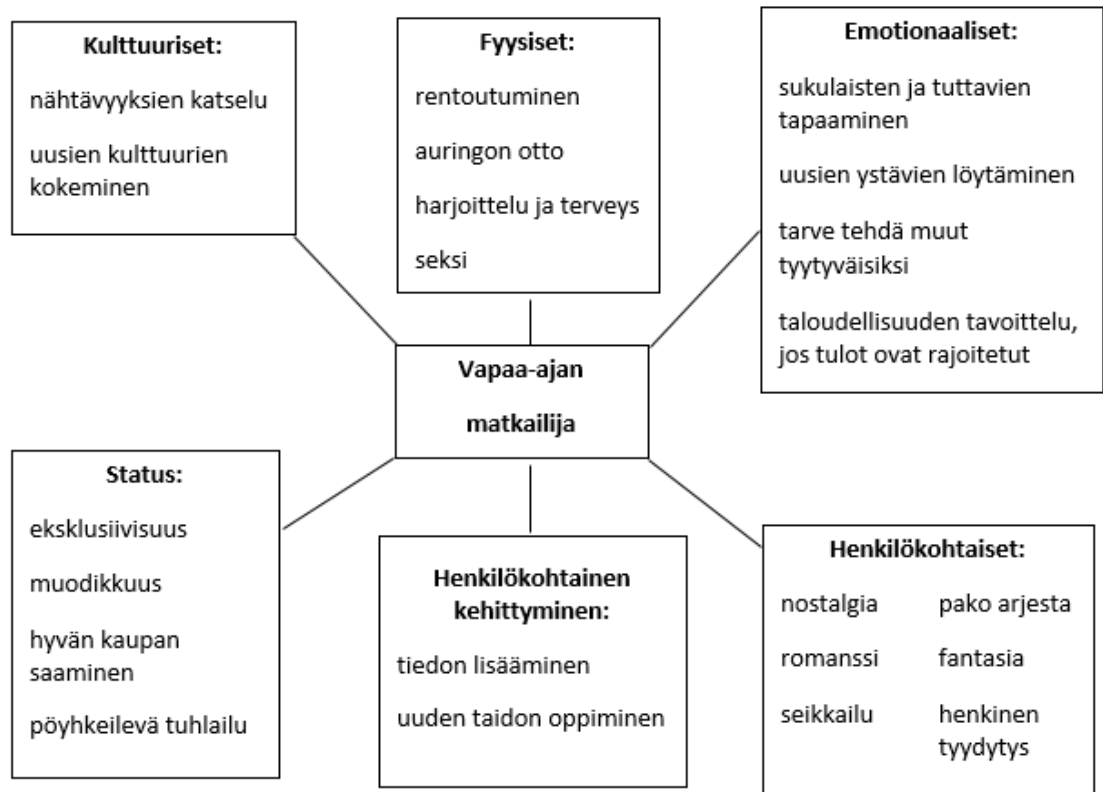 Kulttuuriset:
nähtävyyksien katselu
uusien kulttuurien
kokeminen
Fyysiset:
rentoutuminen
auringon otto
harjoittelu ja terveys
seksi
Emotionaaliset:
sukulaisten ja tuttavien
tapaaminen
uusien ystävien löytäminen
tarve tehdä muut
tyytyväisiksi
taloudellisuuden tavoittelu,
jos tulot ovat rajoitetut
Vapaa-ajan
matkailija
Status:
eksklusiivisuus
muodikkuus
hyvän kaupan
saaminen
pöyhkeilevä tuhlailu
Henkilökohtainen
kehittyminen:
tiedon lisääminen
uuden taidon oppiminen
Henkilökohtaiset:
nostalgia pako arjesta
romanssi fantasia
seikkailu henkinen
tyydytys